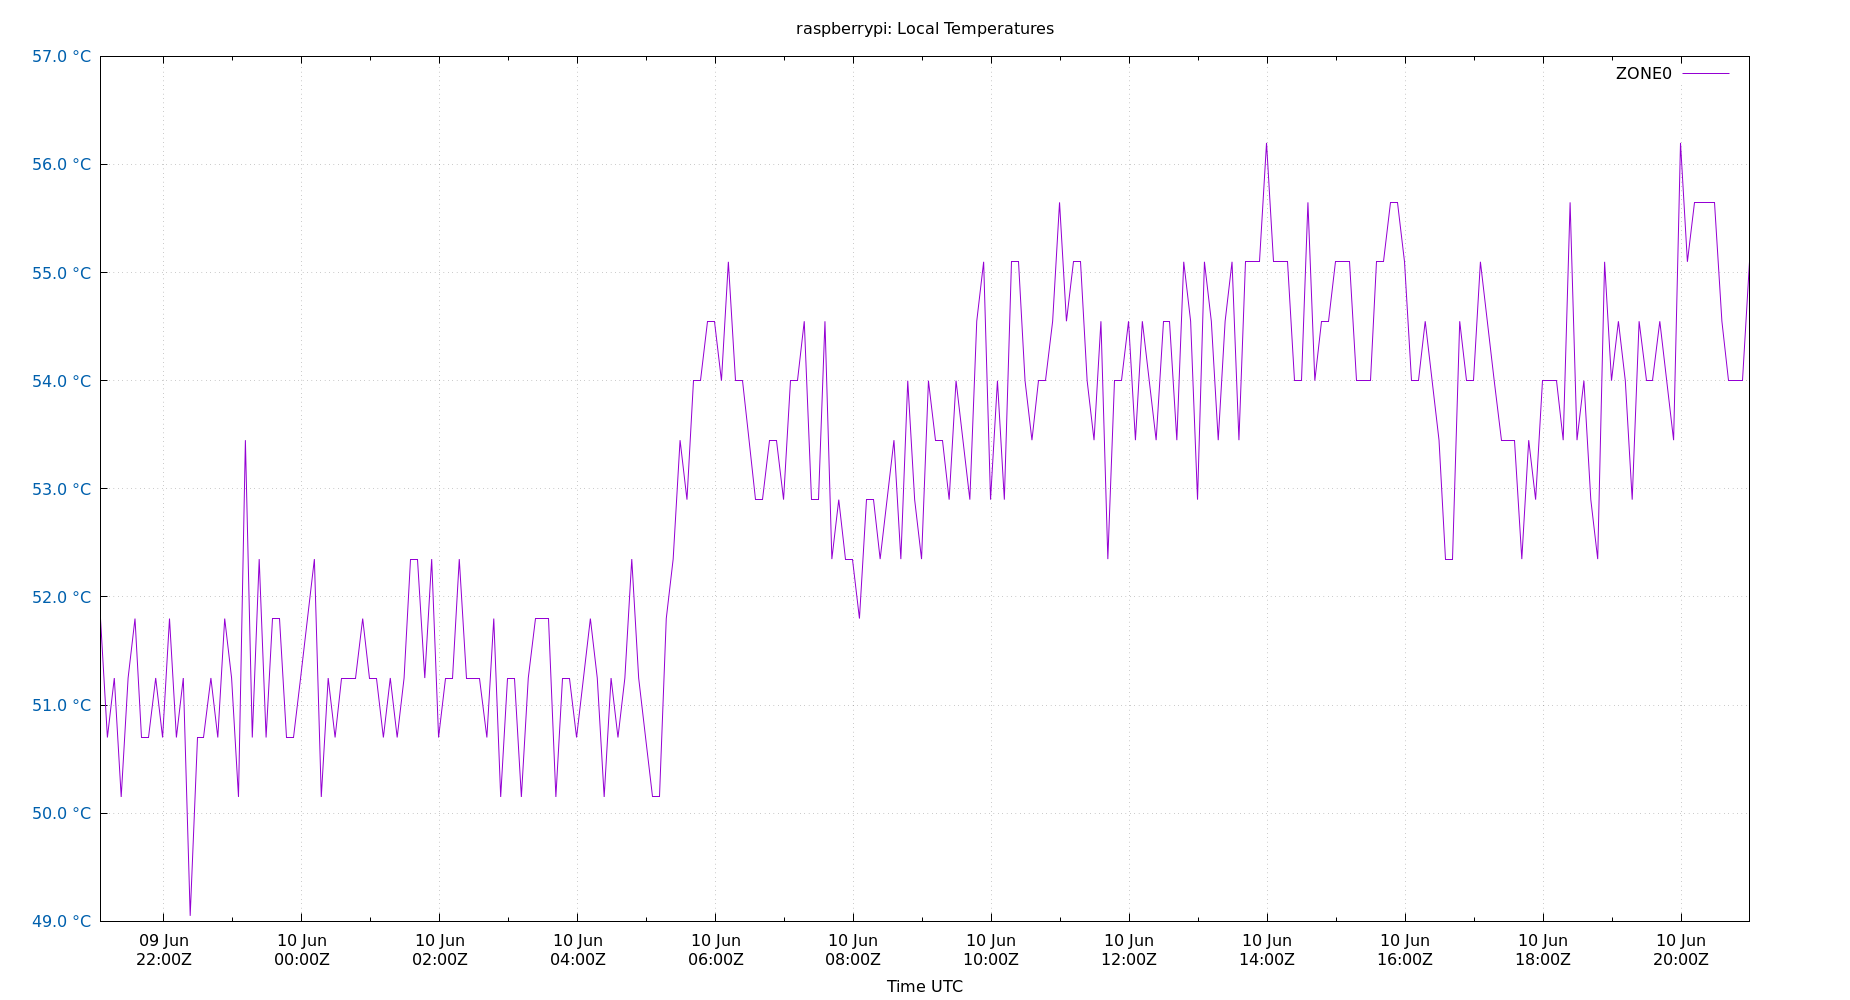 raspberrypi: Local Temperatures
57.0 °C
ZONE0
56.0 °C
55.0 °C
54.0 °C
53.0 °C
52.0 °C
51.0 °C
50.0 °C
49.0 °C
09 Jun 10 Jun 10 Jun 10 Jun 10 Jun 10 Jun 10 Jun 10 Jun 10 Jun 10 Jun 10 Jun 10 Jun
22:00Z 00:00Z 02:00Z 04:00Z 06:00Z 08:00Z 10:00Z 12:00Z 14:00Z 16:00Z 18:00Z 20:00Z
Time UTC